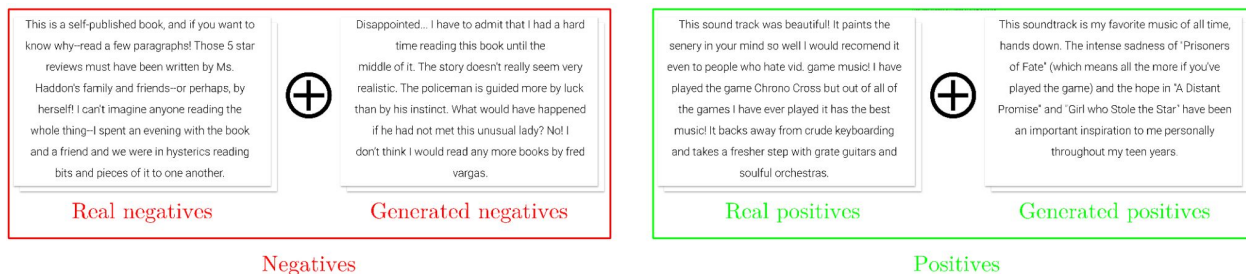 This is a self-published book, and if you want to
know why--read a few paragraphs! Those 5 star
reviews must have been written by Ms.
Haddon's family and friends--or perhaps, by
herself! I can't imagine anyone reading the
whole thing--I spent an evening with the book
and a friend and we were in hysterics reading
bits and pieces of it to one another.
Real negatives
Disappointed... I have to admit that I had a hard
time reading this book until the
middle of it. The story doesn't really seem very
realistic. The policeman is guided more by luck
than by his instinct. What would have happened
if he had not met this unusual lady? No! I
don't think I would read any more books by fred
vargas.
Generated negatives
Negatives
This sound track was beautiful! It paints the
senery in your mind so well I would recomend it
even to people who hate vid. game music! I have
played the game Chrono Cross but out of all of
the games I have ever played it has the best
music! It backs away from crude keyboarding
and takes a fresher step with grate guitars and
soulful orchestras.
Real positives
This soundtrack is my favorite music of all time,
hands down. The intense sadness of "Prisoners
of Fate" (which means all the more if you've
played the game) and the hope in "A Distant
Promise" and "Girl who Stole the Star" have been
an important inspiration to me personally
throughout my teen years.
Generated positives
Positives